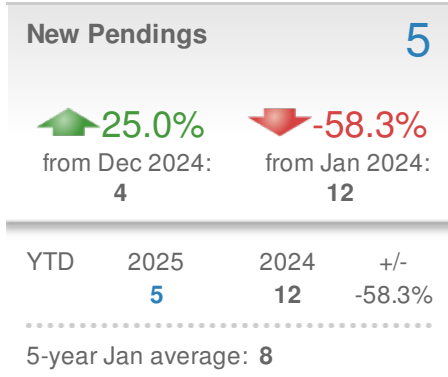 New Pendings 5
25.0% -58.3%
from Dec 2024: from Jan 2024:
4 12
YTD 2025 2024 +/-
5 12 -58.3%
5-year Jan average: 8